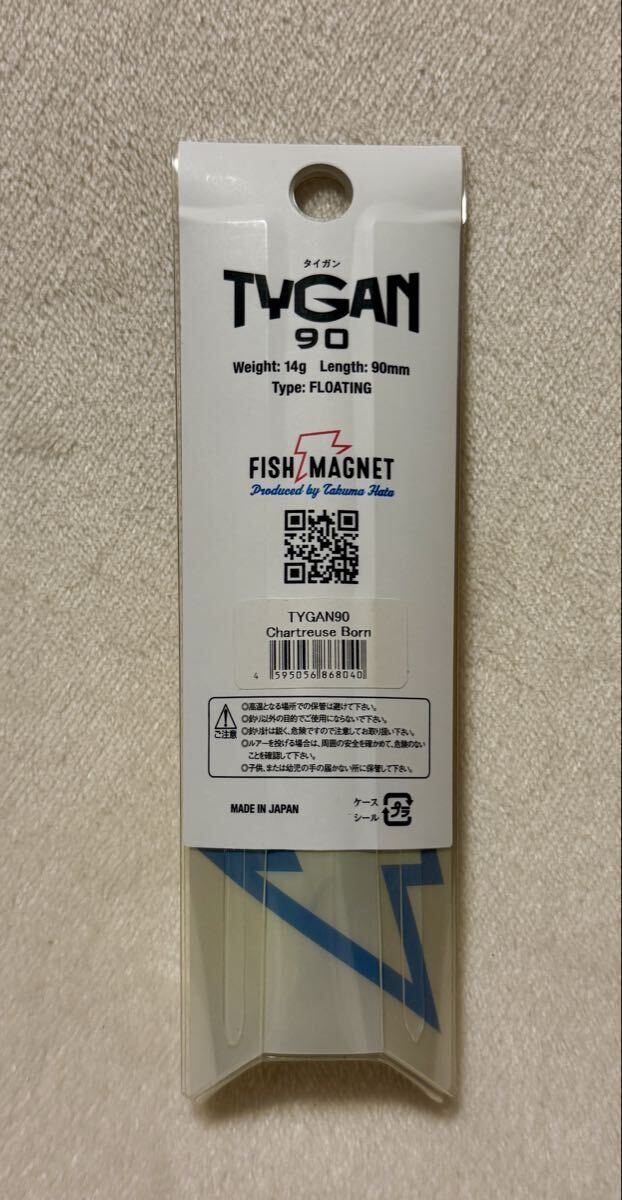 タイガン
TYGAN
90
Weight: 14g Length: 90mm
Type: FLOATING
FISH MAGNET
Produced by Takuma Hata
TYGAN90
Chartreuse Born
4 595056 868040
ご注意
◎高温となる場所での保管は避けて下さい。
◎釣り以外の目的でご使用にならないで下さい。
◎釣り針は鋭く、危険ですので注意してお取り扱い下さい。
◎ルアーを投げる場合は、周囲の安全を確かめて、危険のない
ことを確認して下さい。
◎子供、または幼児の手の届かない所に保管して下さい。
MADE IN JAPAN
ケース
シール
プラ